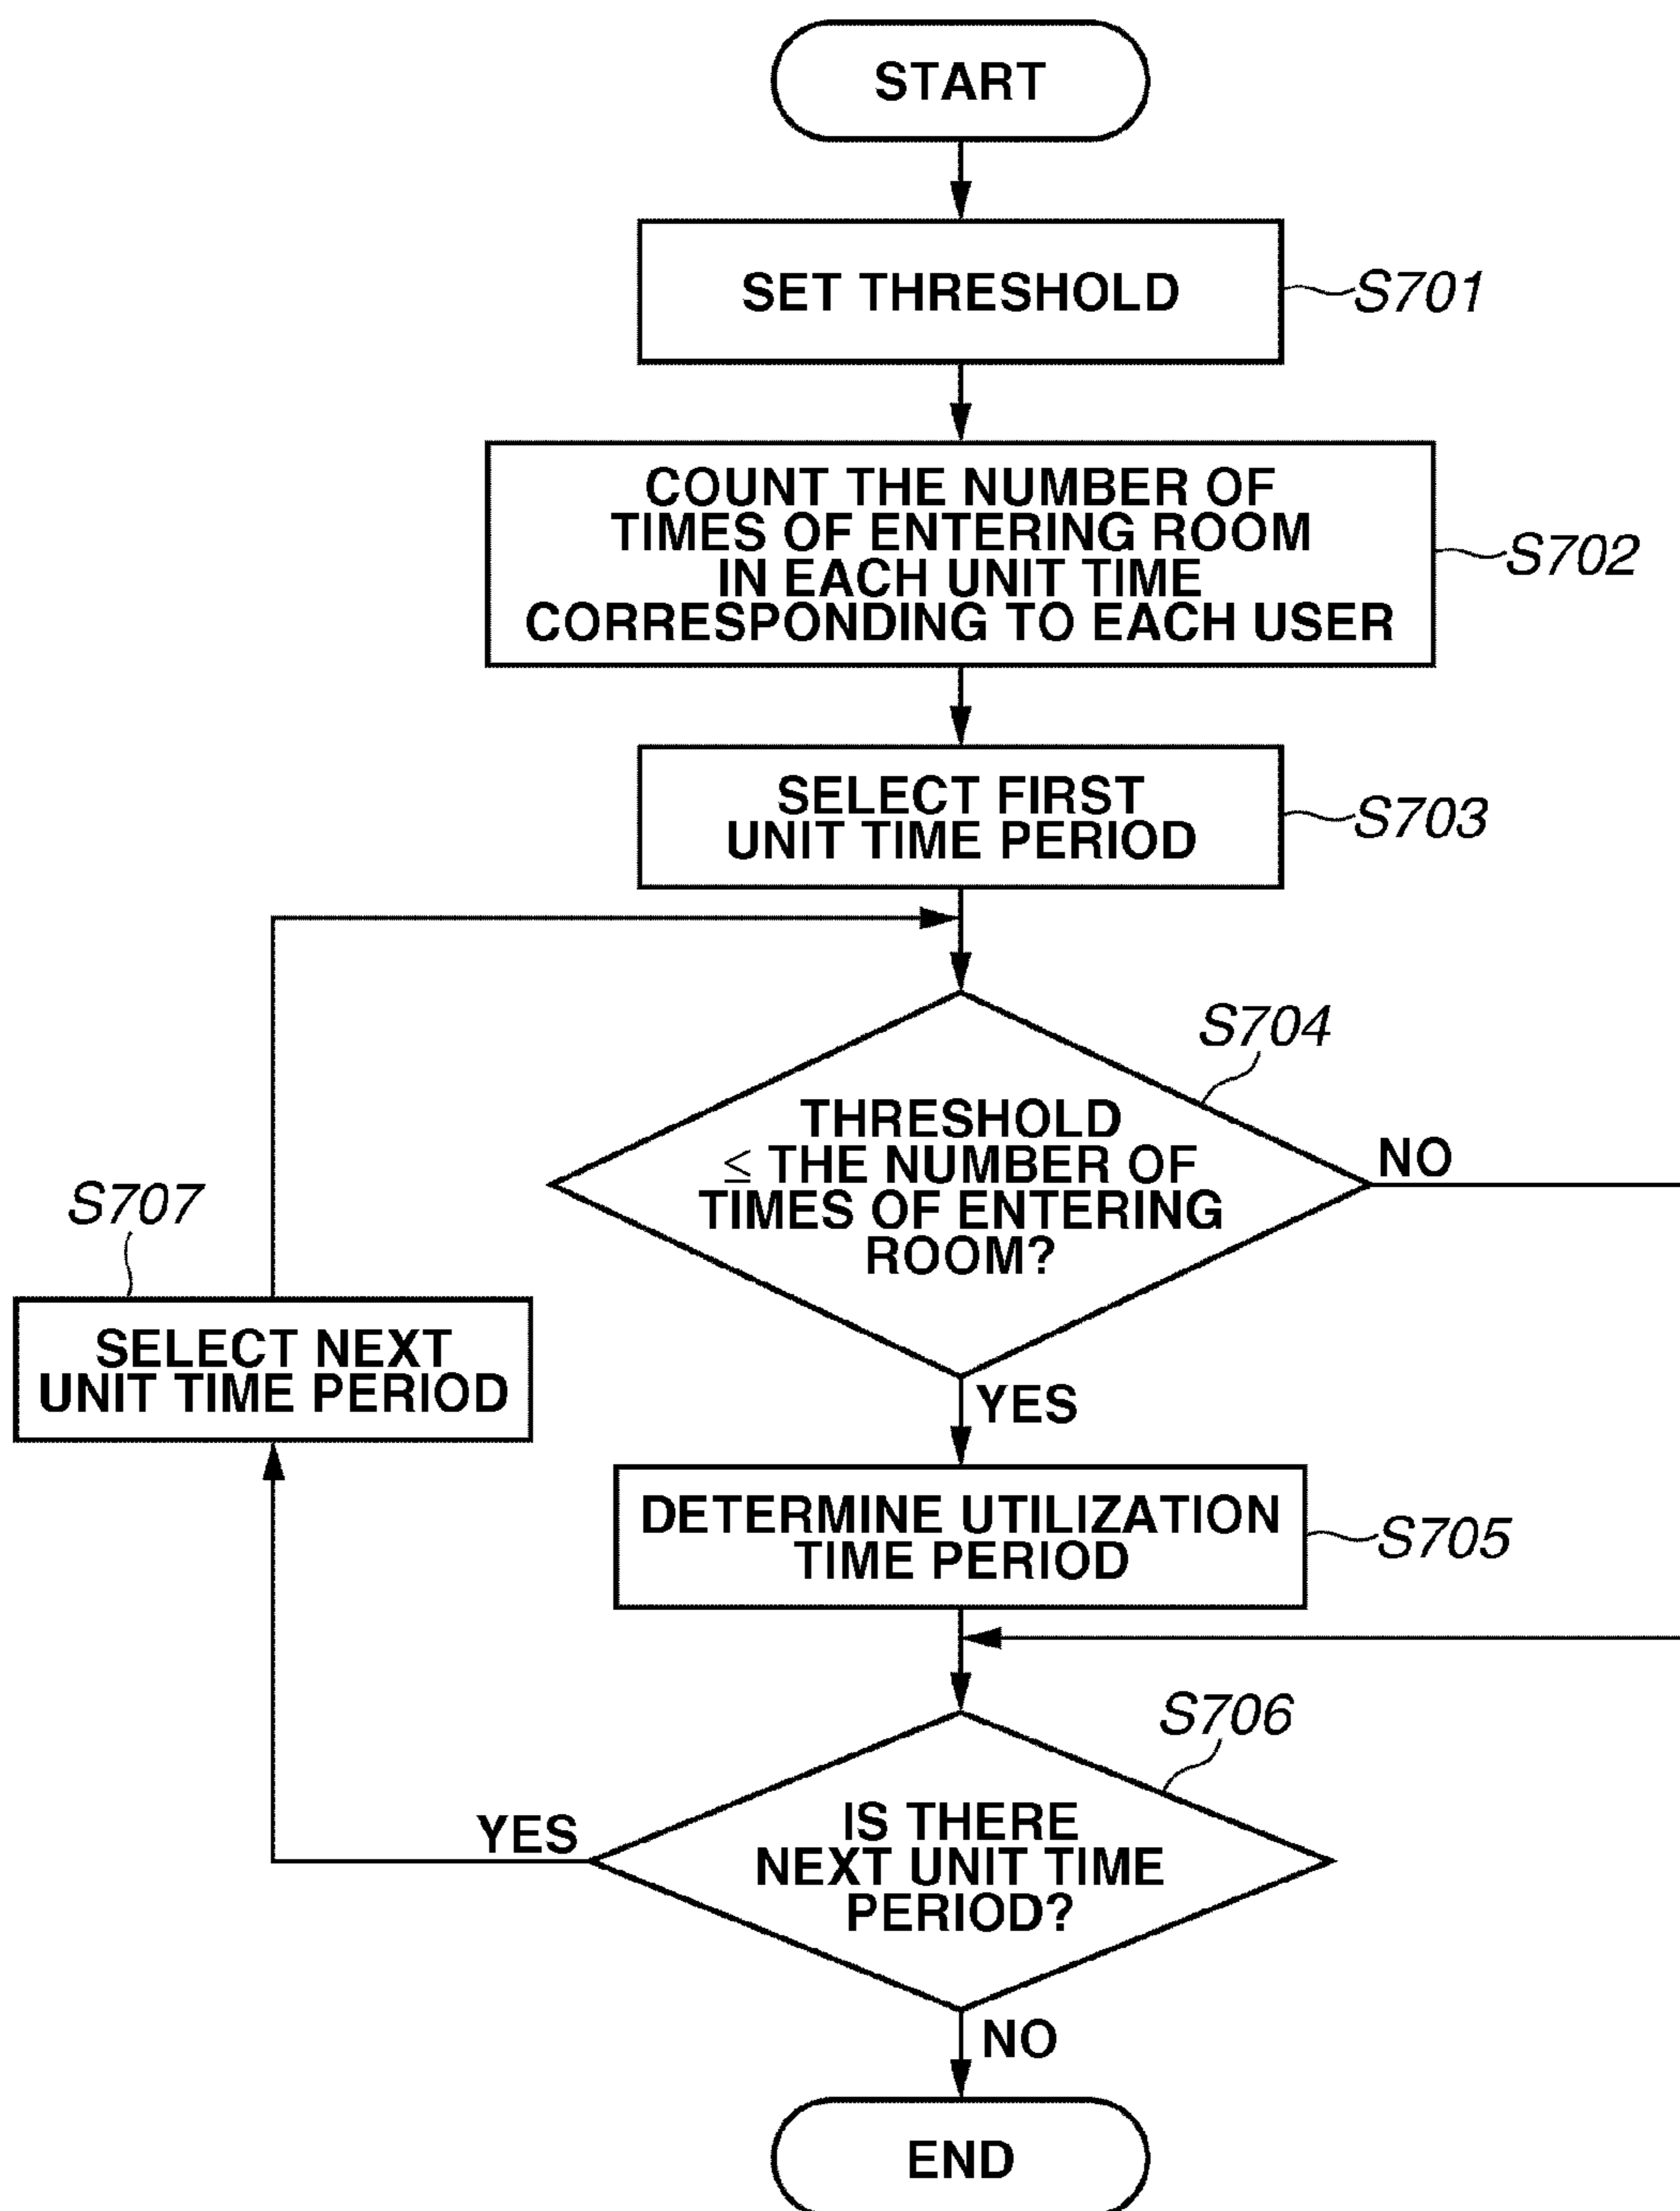 START
SET THRESHOLD
S701
COUNT THE NUMBER OF
TIMES OF ENTERING ROOM
IN EACH UNIT TIME
CORRESPONDING TO EACH USER
S702
SELECT FIRST
UNIT TIME PERIOD
S703
S704
THRESHOLD
≤ THE NUMBER OF
TIMES OF ENTERING
ROOM?
NO
YES
S707
SELECT NEXT
UNIT TIME PERIOD
DETERMINE UTILIZATION
TIME PERIOD
S705
S706
IS THERE
NEXT UNIT TIME
PERIOD?
YES
NO
END